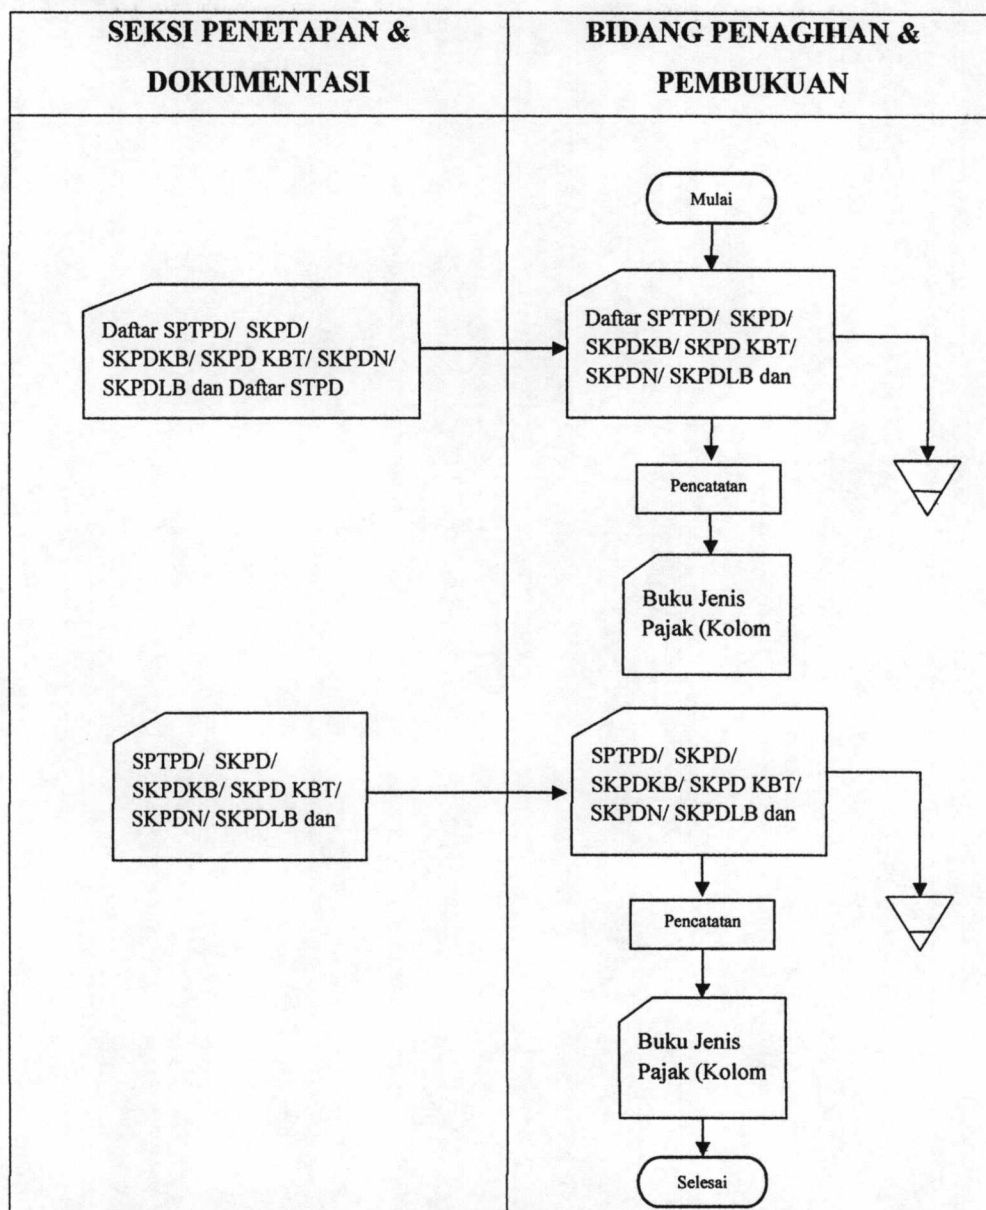 SEKSI PENETAPAN &
DOKUMENTASI
BIDANG PENAGIHAN &
PEMBUKUAN
Mulai
Daftar SPTPD/ SKPD/
SKPDKB/ SKPD KBT/ SKPDN/
SKPDLB dan Daftar STPD
Daftar SPTPD/ SKPD/
SKPDKB/ SKPD KBT/
SKPDN/ SKPDLB dan
Pencatatan
Buku Jenis
Pajak (Kolom
SPTPD/ SKPD/
SKPDKB/ SKPD KBT/
SKPDN/ SKPDLB dan
SPTPD/ SKPD/
SKPDKB/ SKPD KBT/
SKPDN/ SKPDLB dan
Pencatatan
Buku Jenis
Pajak (Kolom
Selesai